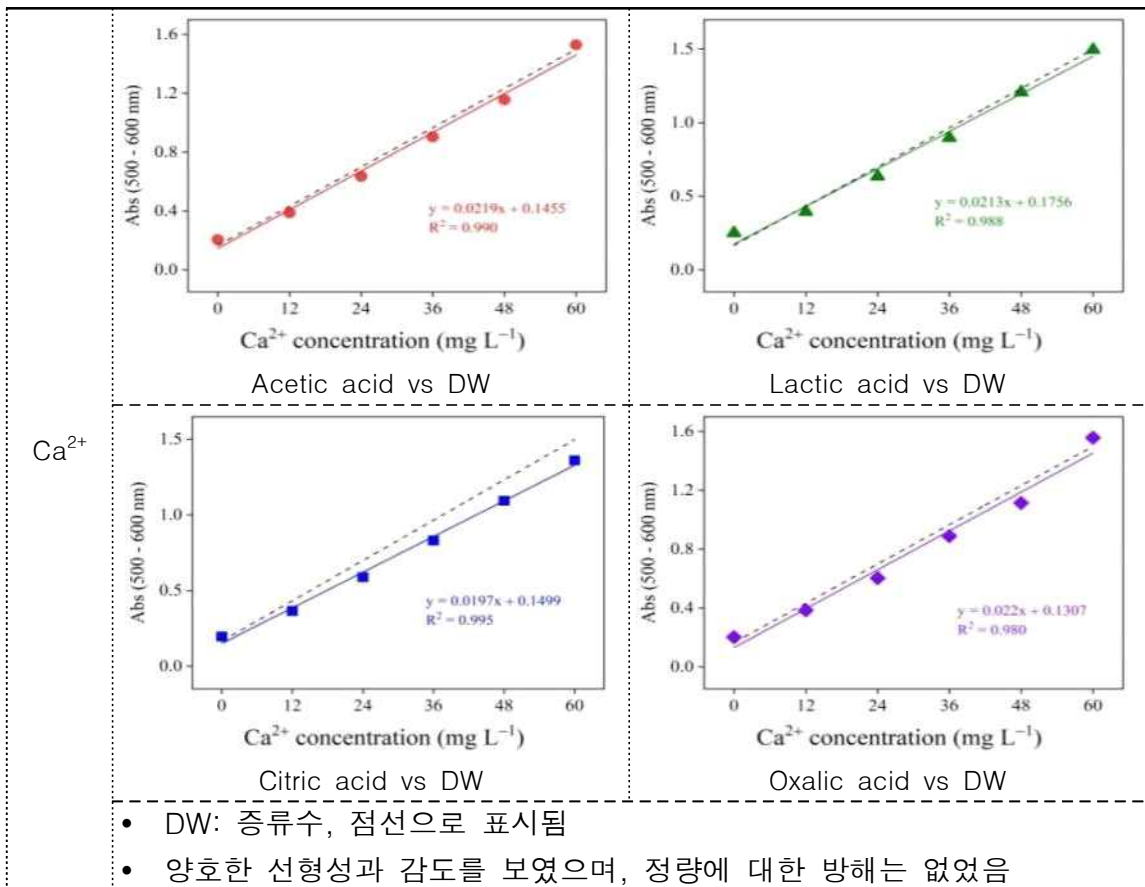 Ca²⁺
1.6
1.2
0.8
0.4
0.0
Abs (500 - 600 nm)
y = 0.0219x + 0.1455
R² = 0.990
0 12 24 36 48 60
Ca²⁺ concentration (mg L⁻¹)
Acetic acid vs DW
1.5
1.0
0.5
0.0
Abs (500 - 600 nm)
y = 0.0213x + 0.1756
R² = 0.988
0 12 24 36 48 60
Ca²⁺ concentration (mg L⁻¹)
Lactic acid vs DW
1.5
1.0
0.5
0.0
Abs (500 - 600 nm)
y = 0.0197x + 0.1499
R² = 0.995
0 12 24 36 48 60
Ca²⁺ concentration (mg L⁻¹)
Citric acid vs DW
1.6
1.2
0.8
0.4
0.0
Abs (500 - 600 nm)
y = 0.022x + 0.1307
R² = 0.980
0 12 24 36 48 60
Ca²⁺ concentration (mg L⁻¹)
Oxalic acid vs DW
• DW: 증류수, 점선으로 표시됨
• 양호한 선형성과 감도를 보였으며, 정량에 대한 방해는 없었음